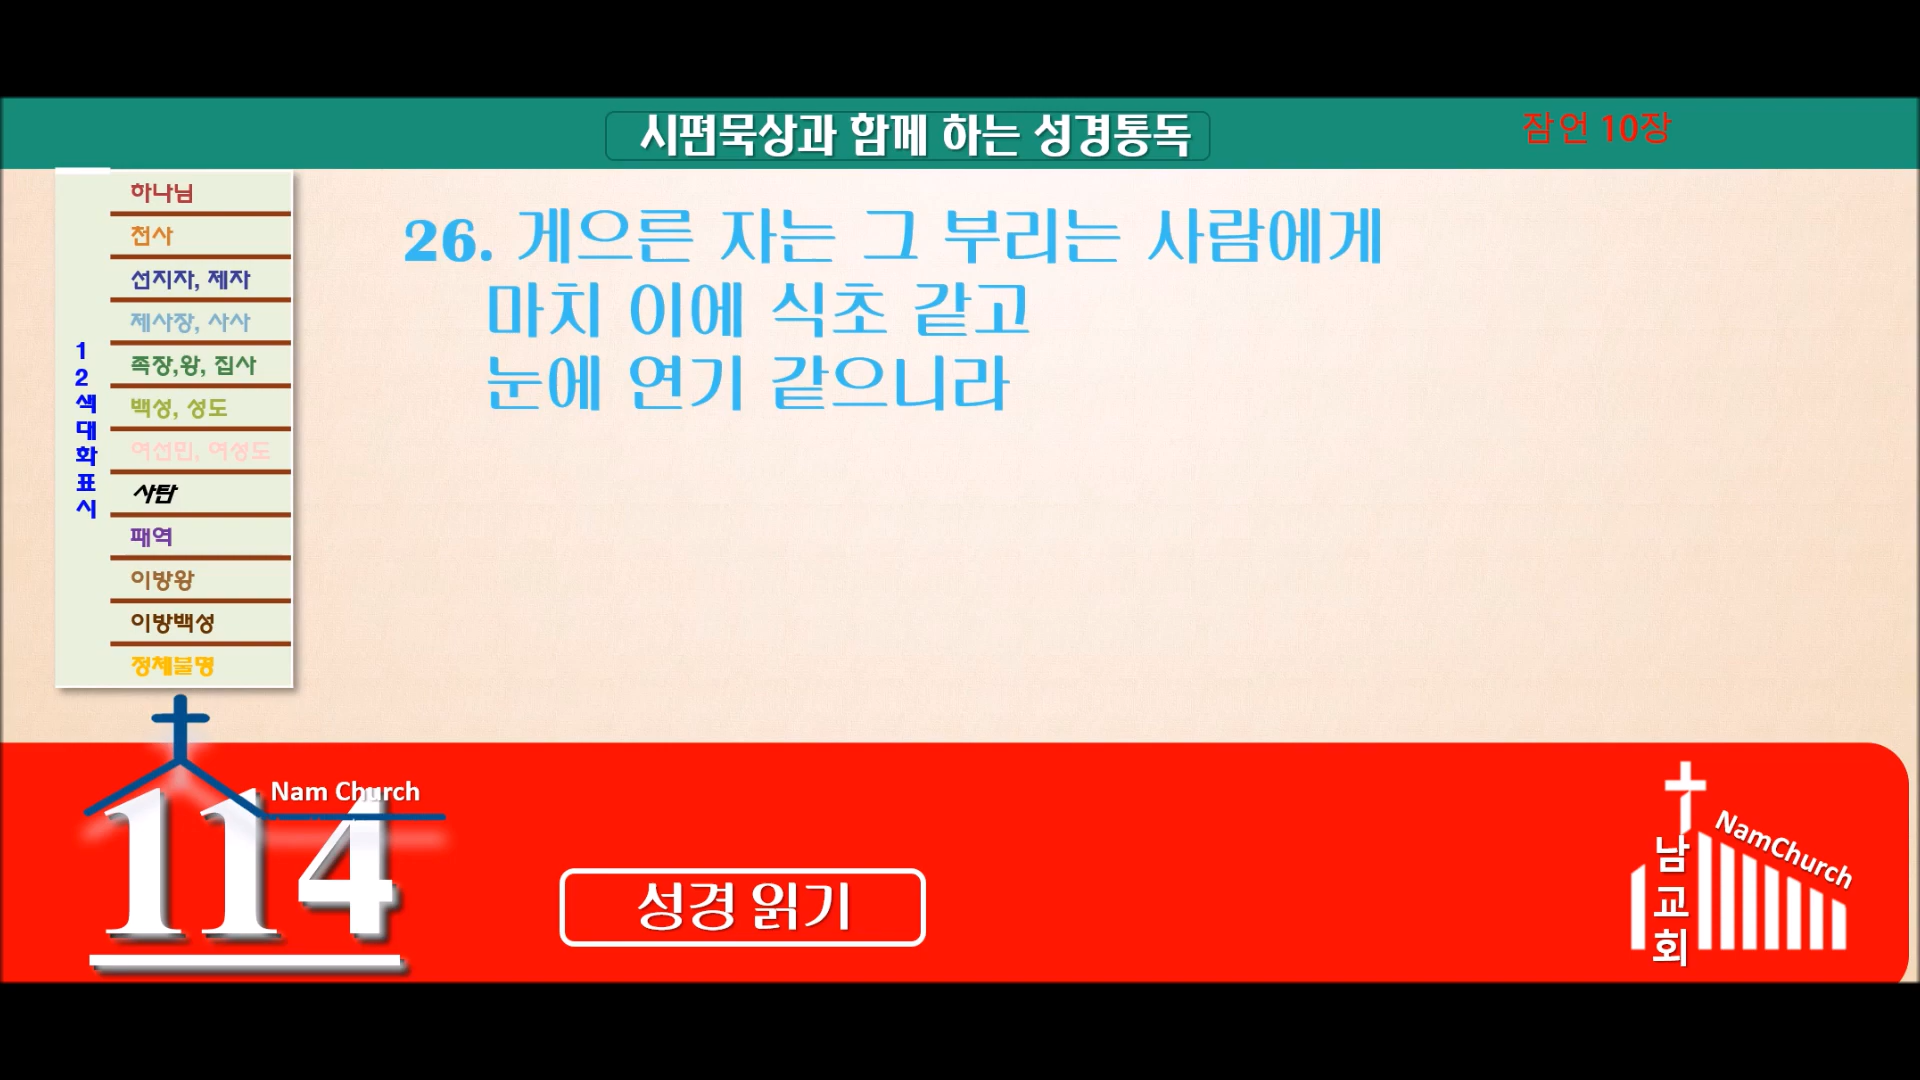 시편묵상과 함께 하는 성경통독
잠언 10장
12색대화표시
하나님
천사
선지자, 제자
제사장, 사사
족장,왕, 집사
백성, 성도
여선민, 여성도
사탄
패역
이방왕
이방백성
정체불명
26. 게으른 자는 그 부리는 사람에게
마치 이에 식초 같고
눈에 연기 같으니라
Nam Church
114
성경 읽기
NamChurch
남교회